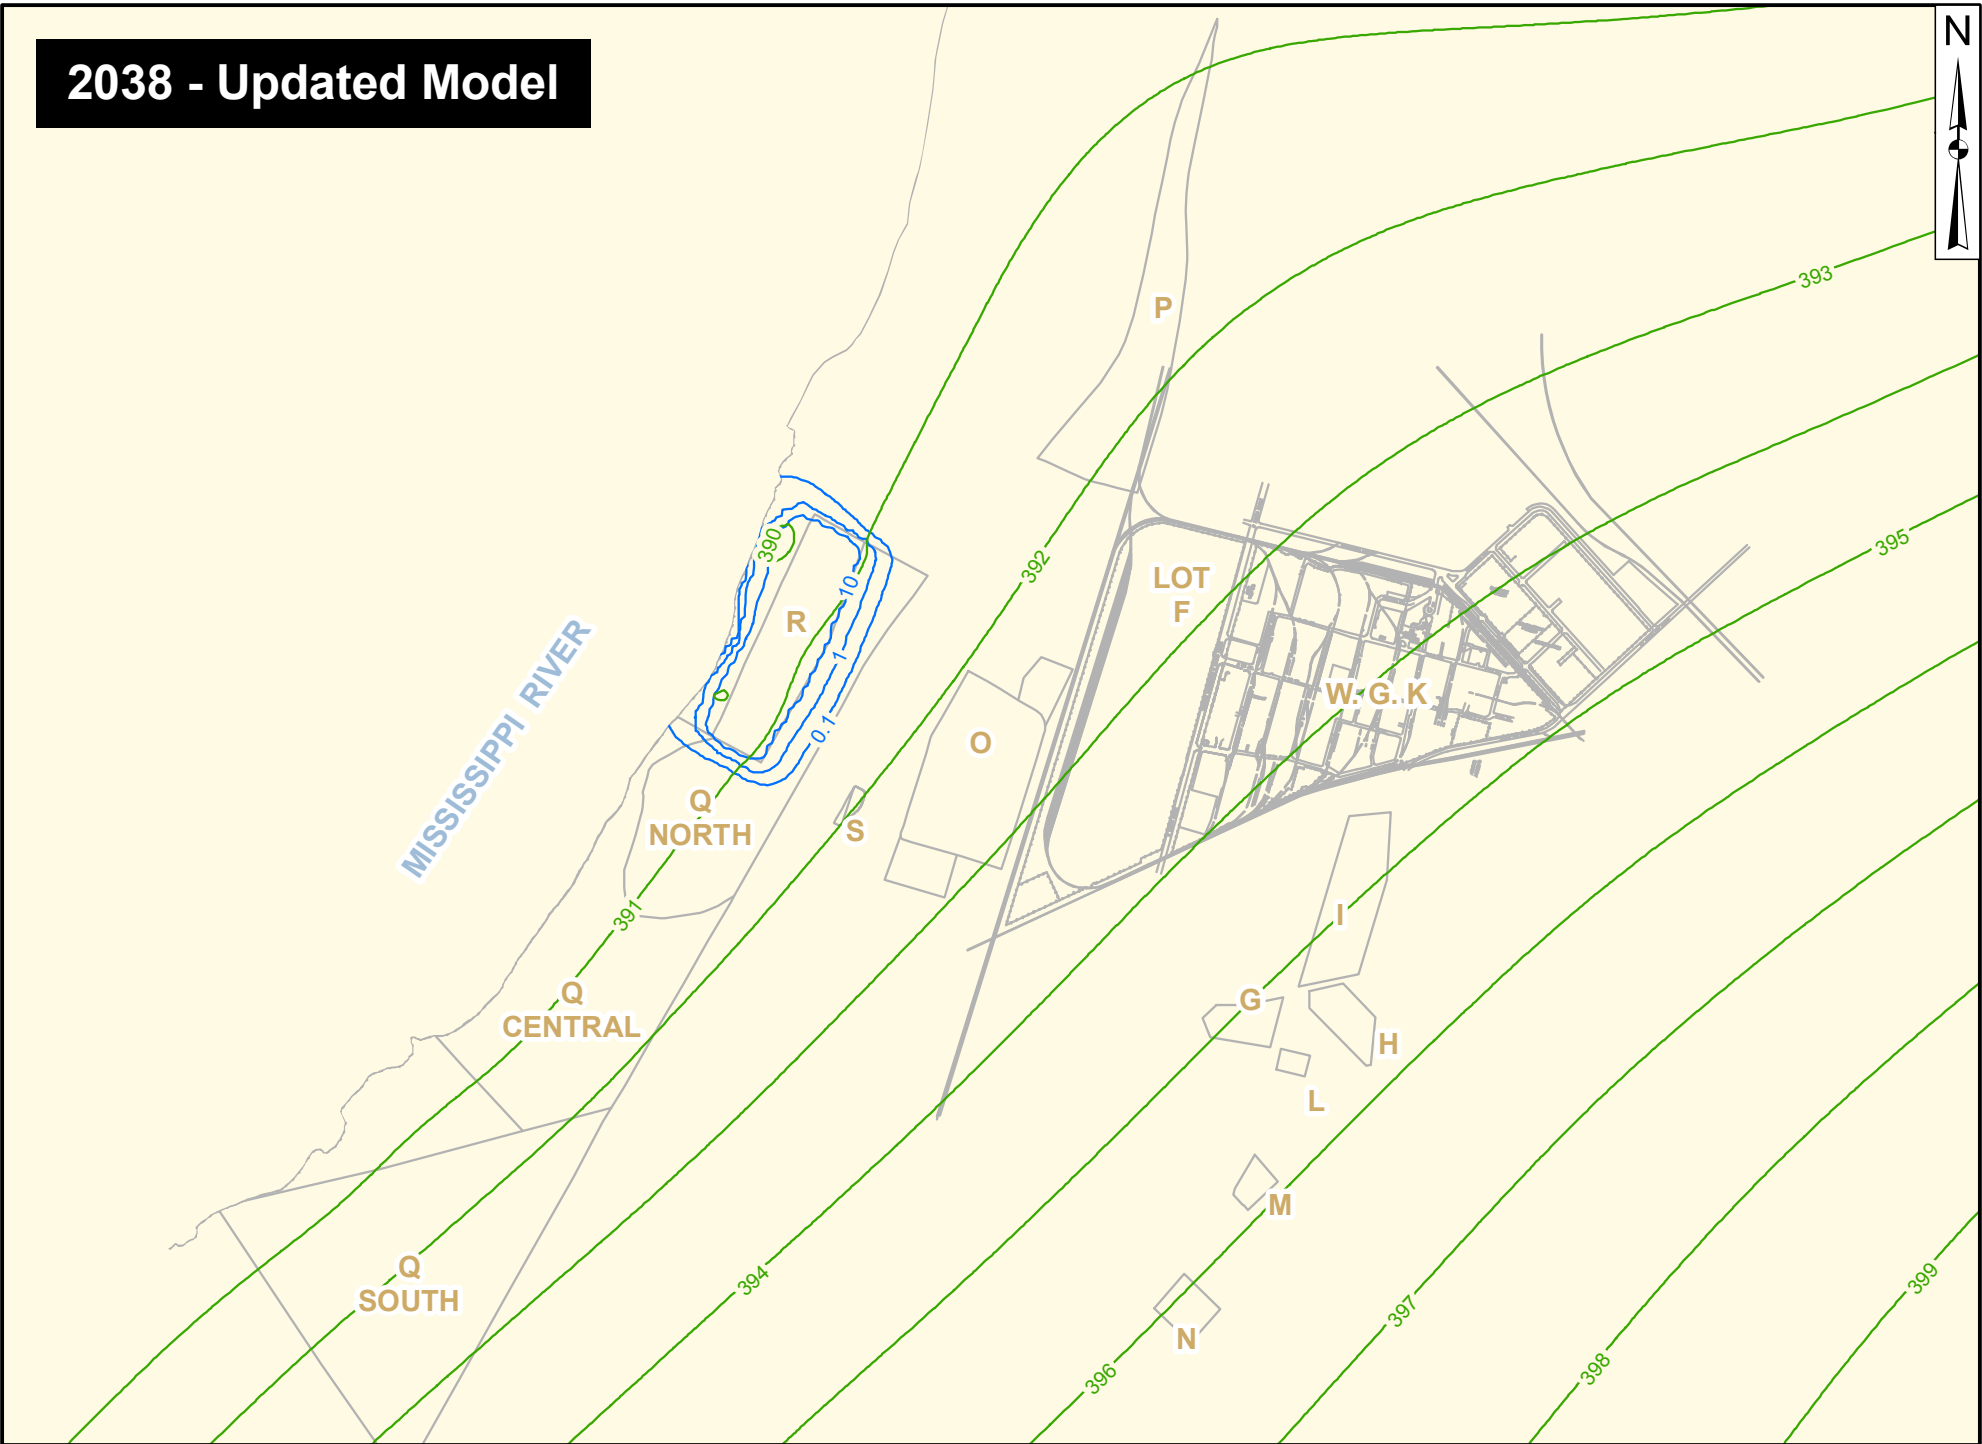 2038 - Updated Model
N
P
393
390
392
395
LOT
F
10
R
1
W. G. K
MISSISSIPPI RIVER
0.1
O
Q
NORTH
S
391
I
Q
CENTRAL
G
H
L
M
Q
SOUTH
394
399
397
N
396
398